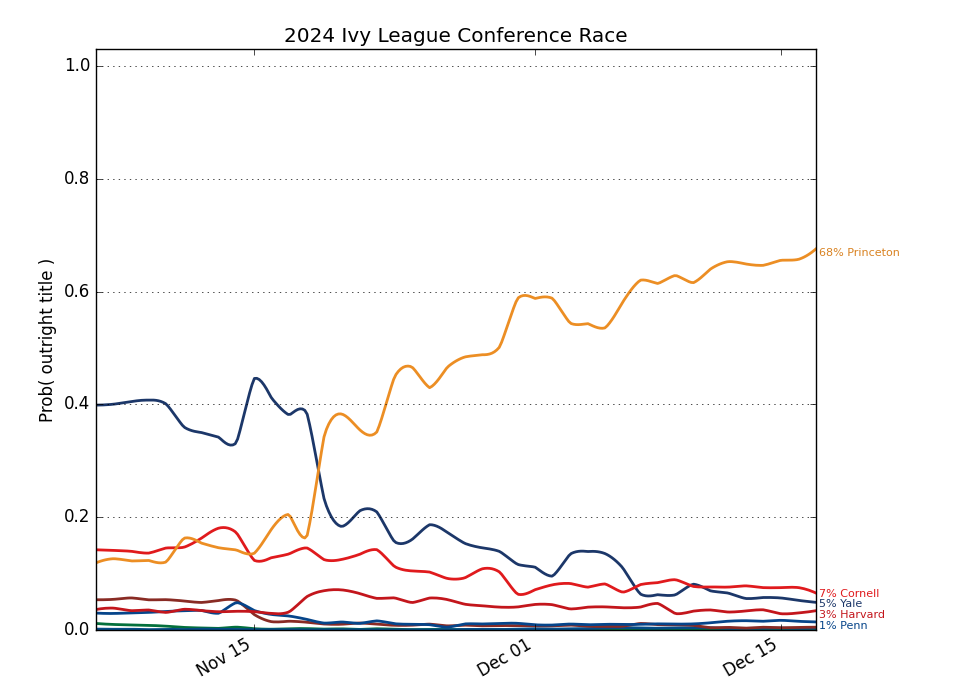 2024 Ivy League Conference Race
Prob( outright title )
1.0
0.8
0.6
0.4
0.2
0.0
68% Princeton
7% Cornell
5% Yale
3% Harvard
1% Penn
Nov 15
Dec 01
Dec 15